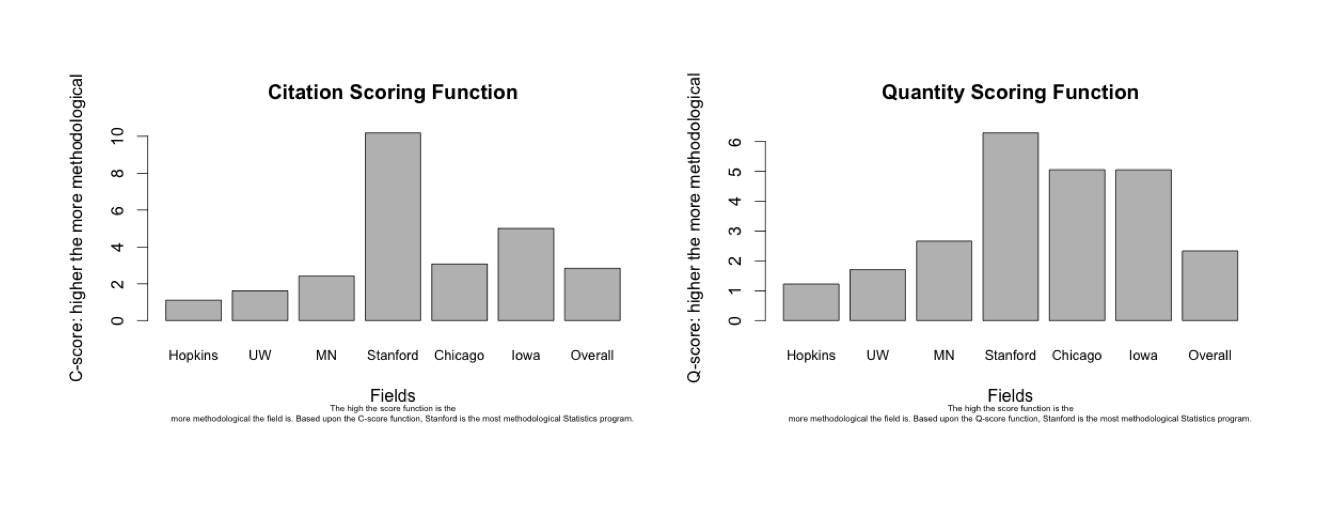 Citation Scoring Function
C-score: higher the more methodological
10
8
6
4
2
0
Hopkins UW MN Stanford Chicago Iowa Overall
Fields
The high the score function is the
more methodological the field is. Based upon the C-score function, Stanford is the most methodological Statistics program.
Quantity Scoring Function
Q-score: higher the more methodological
6
5
4
3
2
1
0
Hopkins UW MN Stanford Chicago Iowa Overall
Fields
The high the score function is the
more methodological the field is. Based upon the Q-score function, Stanford is the most methodological Statistics program.